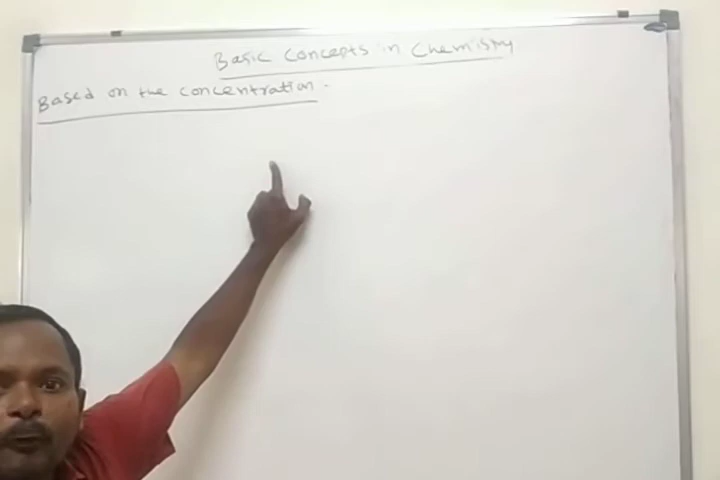 Basic Concepts in Chemistry
Based on the concentration -